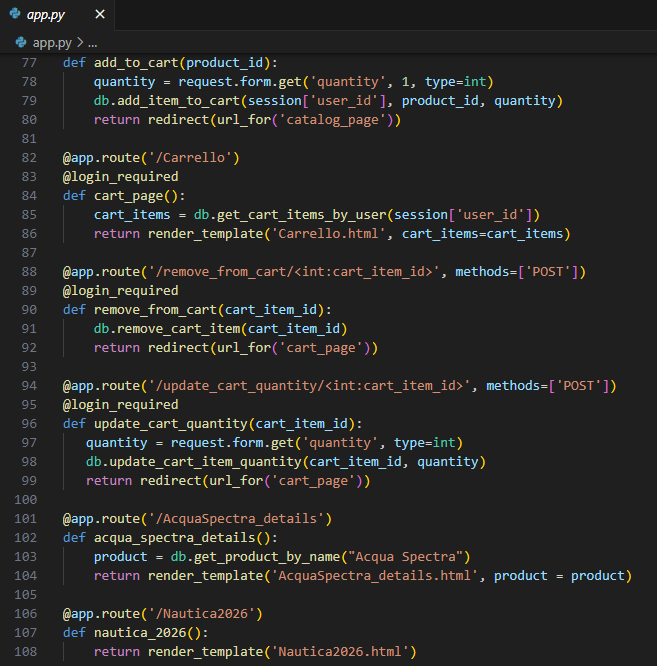 app.py ×
app.py > ...
77 def add_to_cart(product_id):
78     quantity = request.form.get('quantity', 1, type=int)
79     db.add_item_to_cart(session['user_id'], product_id, quantity)
80     return redirect(url_for('catalog_page'))
81
82 @app.route('/Carrello')
83 @login_required
84 def cart_page():
85     cart_items = db.get_cart_items_by_user(session['user_id'])
86     return render_template('Carrello.html', cart_items=cart_items)
87
88 @app.route('/remove_from_cart/<int:cart_item_id>', methods=['POST'])
89 @login_required
90 def remove_from_cart(cart_item_id):
91     db.remove_cart_item(cart_item_id)
92     return redirect(url_for('cart_page'))
93
94 @app.route('/update_cart_quantity/<int:cart_item_id>', methods=['POST'])
95 @login_required
96 def update_cart_quantity(cart_item_id):
97    quantity = request.form.get('quantity', type=int)
98    db.update_cart_item_quantity(cart_item_id, quantity)
99    return redirect(url_for('cart_page'))
100
101 @app.route('/AcquaSpectra_details')
102 def acqua_spectra_details():
103     product = db.get_product_by_name("Acqua Spectra")
104     return render_template('AcquaSpectra_details.html', product = product)
105
106 @app.route('/Nautica2026')
107 def nautica_2026():
108     return render_template('Nautica2026.html')